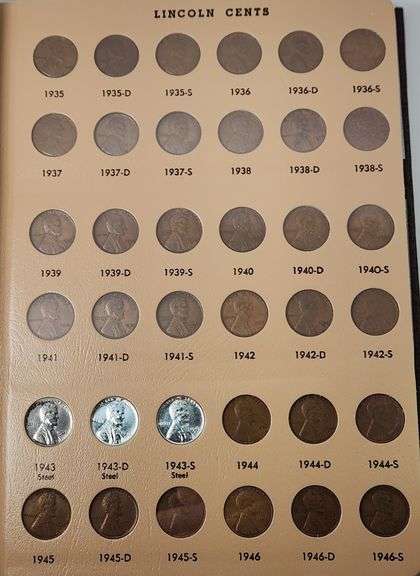 LINCOLN CENTS
1935 1935-D 1935-S 1936 1936-D 1936-S
1937 1937-D 1937-S 1938 1938-D 1938-S
1939 1939-D 1939-S 1940 1940-D 1940-S
1941 1941-D 1941-S 1942 1942-D 1942-S
1943 1943-D 1943-S 1944 1944-D 1944-S
Steel Steel Steel
1945 1945-D 1945-S 1946 1946-D 1946-S